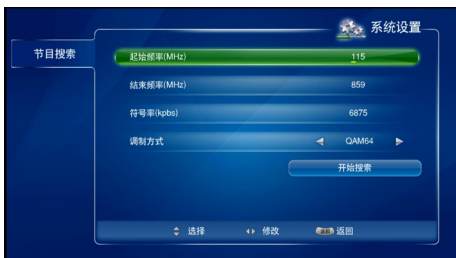 系统设置
节目搜索
起始频率(MHz) 115
结束频率(MHz) 859
符号率(kpbs) 6875
调制方式 QAM64
开始搜索
选择 修改 返回